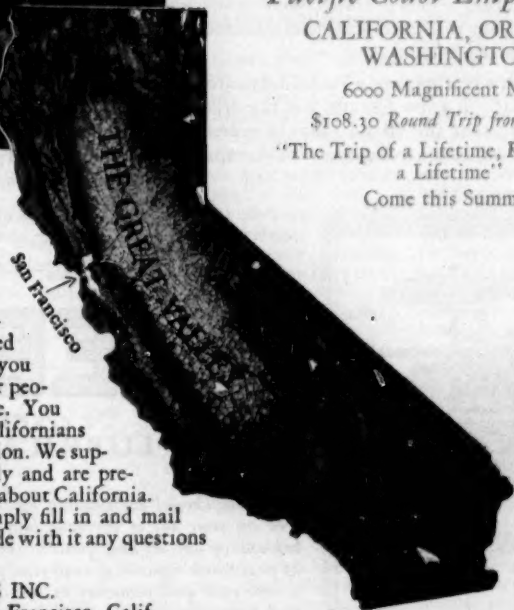 CALIFORNIA, OR
WASHINGTO
6000 Magnificent M
$108.30 Round Trip from
"The Trip of a Lifetime, F
a Lifetime"
Come this Summ
THE GREAT VALLEY
San Francisco
ed
you
r peo-
e. You
lifornians
on. We sup-
ly and are pre-
about California.
ply fill in and mail
de with it any questions
INC.
Francisco, Calif.